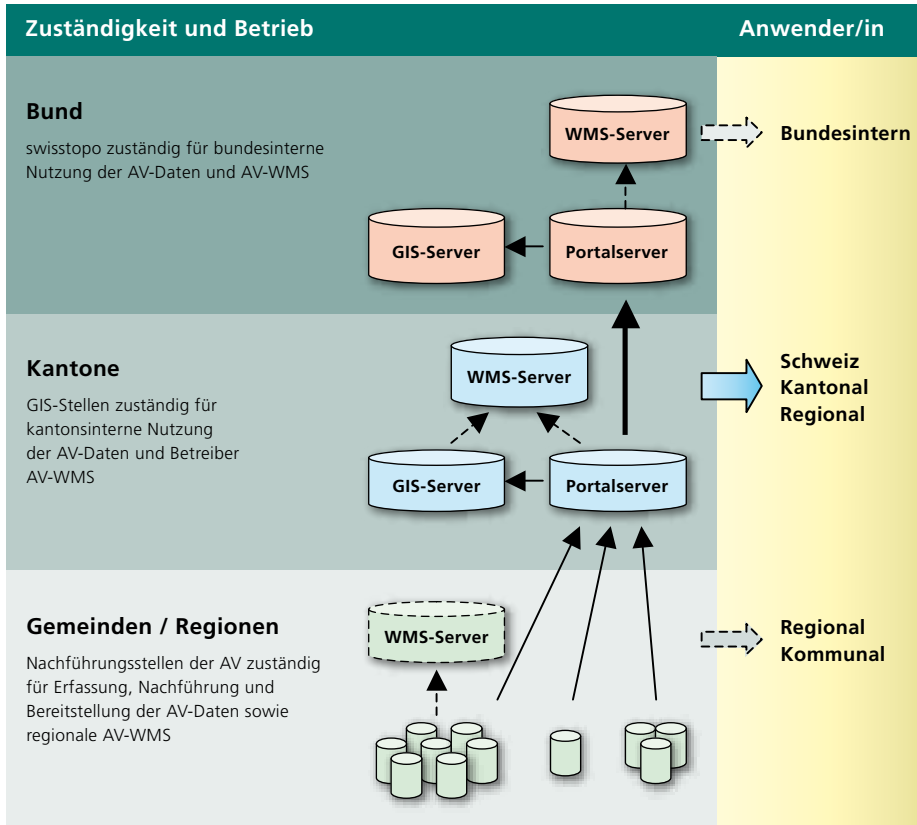 Zuständigkeit und Betrieb
Anwender/in
Bund
swisstopo zuständig für bundesinterne
Nutzung der AV-Daten und AV-WMS
WMS-Server
Bundesintern
GIS-Server
Portalserver
Kantone
GIS-Stellen zuständig für
kantonsinterne Nutzung
der AV-Daten und Betreiber
AV-WMS
WMS-Server
Schweiz
Kantonal
Regional
GIS-Server
Portalserver
Gemeinden / Regionen
Nachführungsstellen der AV zuständig
für Erfassung, Nachführung und
Bereitstellung der AV-Daten sowie
regionale AV-WMS
WMS-Server
Regional
Kommunal